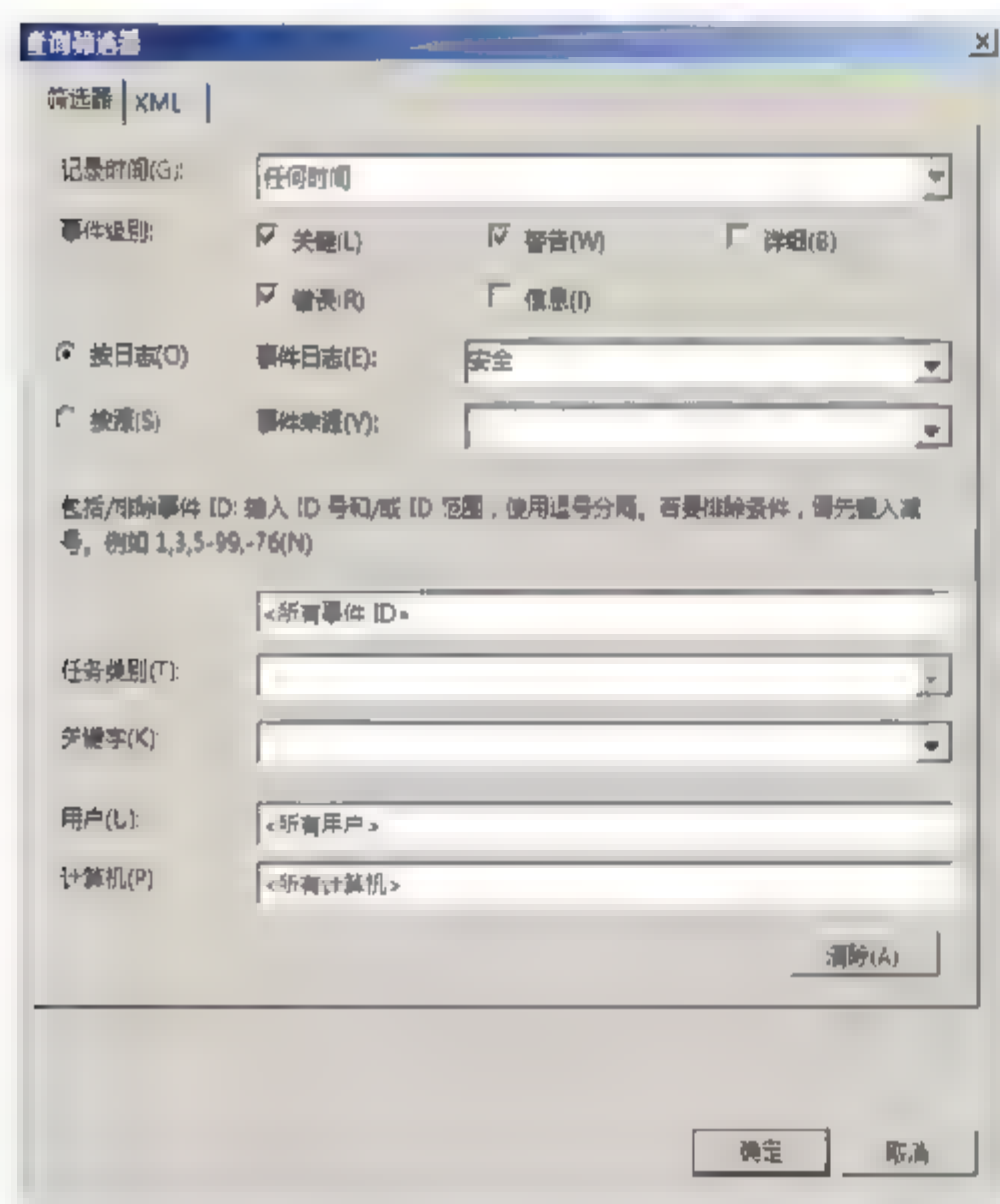 查询筛选器
筛选器 XML
记录时间(G): 任何时间
事件级别: 关键(L) 警告(W) 详细(B)
错误(R) 信息(I)
按日志(O) 事件日志(E): 安全
按源(S) 事件来源(V):
包括/排除事件 ID: 输入 ID 号和/或 ID 范围，使用逗号分隔。若要排除条件，请先键入减
号。例如 1,3,5-99,-76(N)
<所有事件 ID>
任务类别(T):
关键字(K):
用户(U): <所有用户>
计算机(P) <所有计算机>
清除(A)
确定 取消